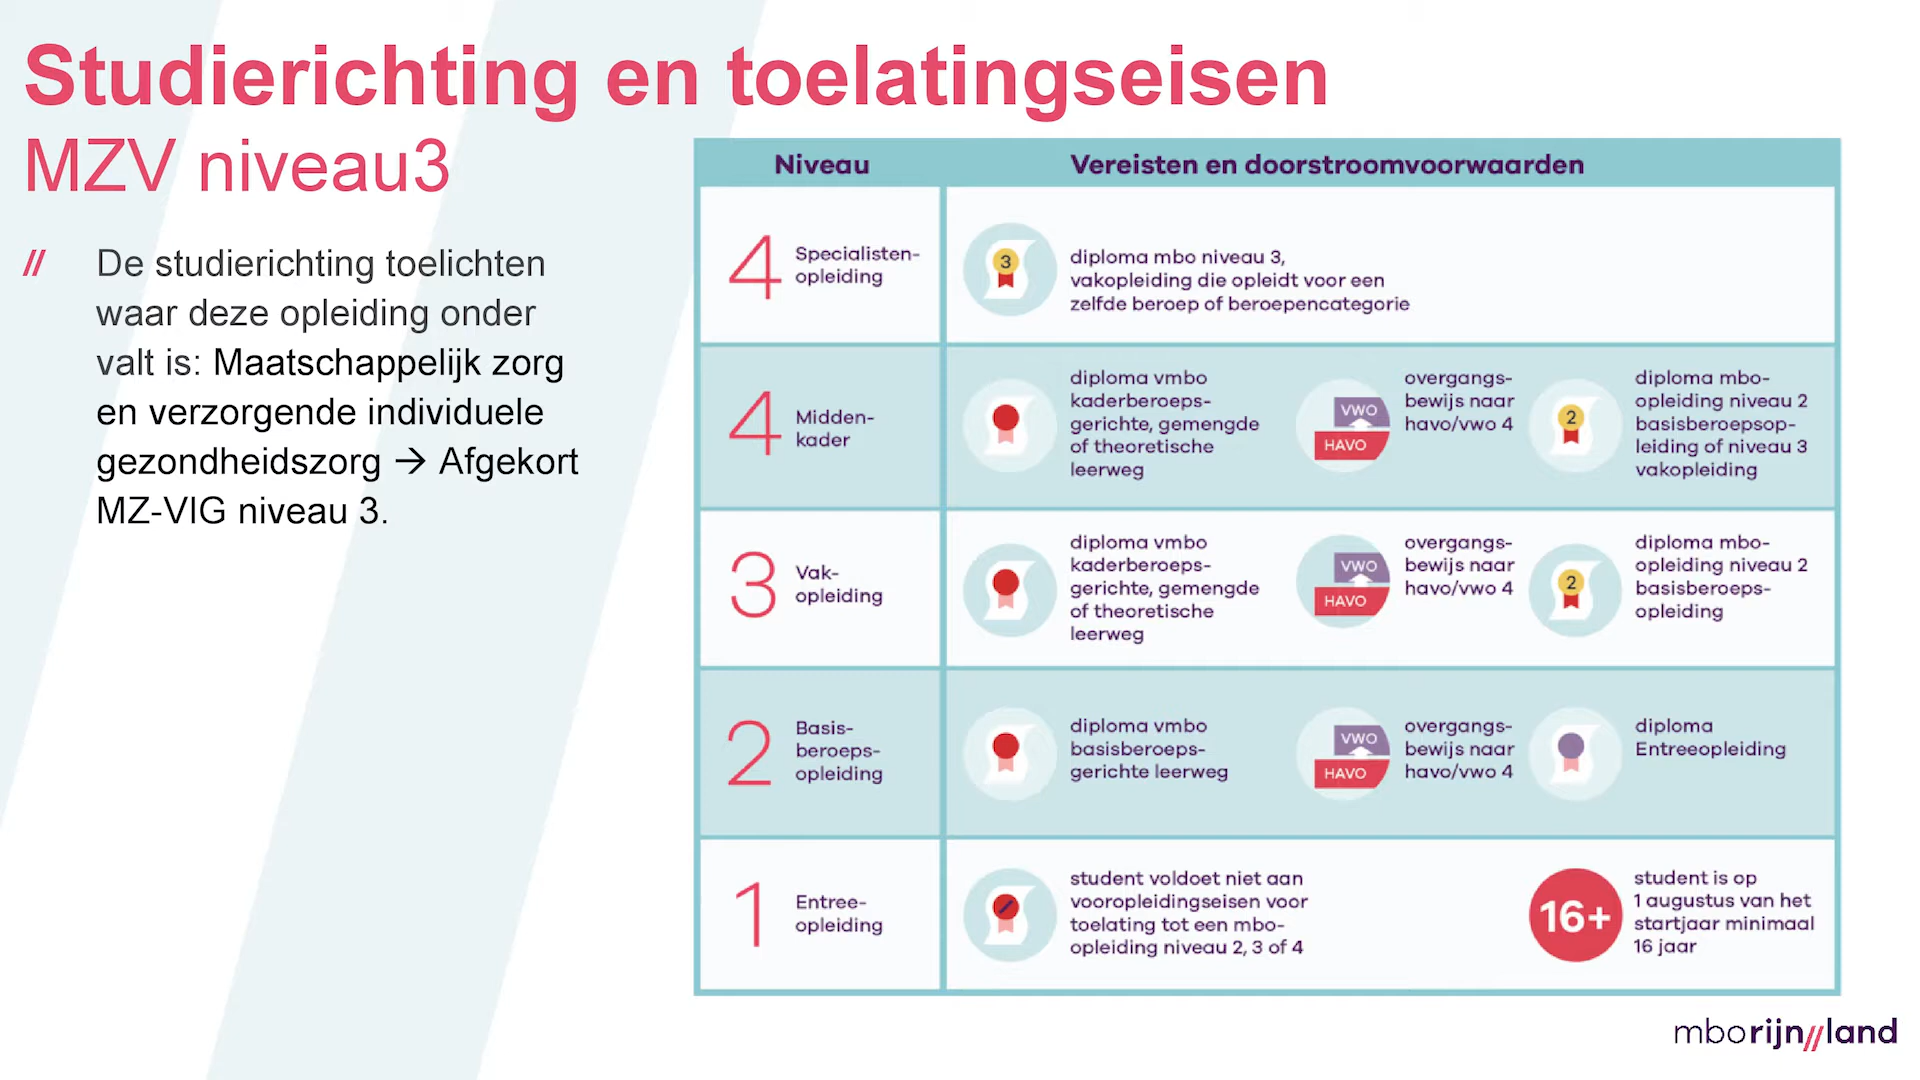 Studierichting en toelatingseisen
MZV niveau3
// De studierichting toelichten
waar deze opleiding onder
valt is: Maatschappelijk zorg
en verzorgende individuele
gezondheidszorg → Afgekort
MZ-VIG niveau 3.
Niveau
Vereisten en doorstroomvoorwaarden
4
Specialisten-
opleiding
3
diploma mbo niveau 3,
vakopleiding die opleidt voor een
zelfde beroep of beroepencategorie
4
Midden-
kader
diploma vmbo
kaderberoeps-
gerichte, gemengde
of theoretische
leerweg
VWO
HAVO
overgangs-
bewijs naar
havo/vwo 4
2
diploma mbo-
opleiding niveau 2
basisberoepsop-
leiding of niveau 3
vakopleiding
3
Vak-
opleiding
diploma vmbo
kaderberoeps-
gerichte, gemengde
of theoretische
leerweg
VWO
HAVO
overgangs-
bewijs naar
havo/vwo 4
2
diploma mbo-
opleiding niveau 2
basisberoeps-
opleiding
2
Basis-
beroeps-
opleiding
diploma vmbo
basisberoeps-
gerichte leerweg
VWO
HAVO
overgangs-
bewijs naar
havo/vwo 4
diploma
Entreeopleiding
1
Entree-
opleiding
student voldoet niet aan
vooropleidingseisen voor
toelating tot een mbo-
opleiding niveau 2, 3 of 4
16+
student is op
1 augustus van het
startjaar minimaal
16 jaar
mborijn//land